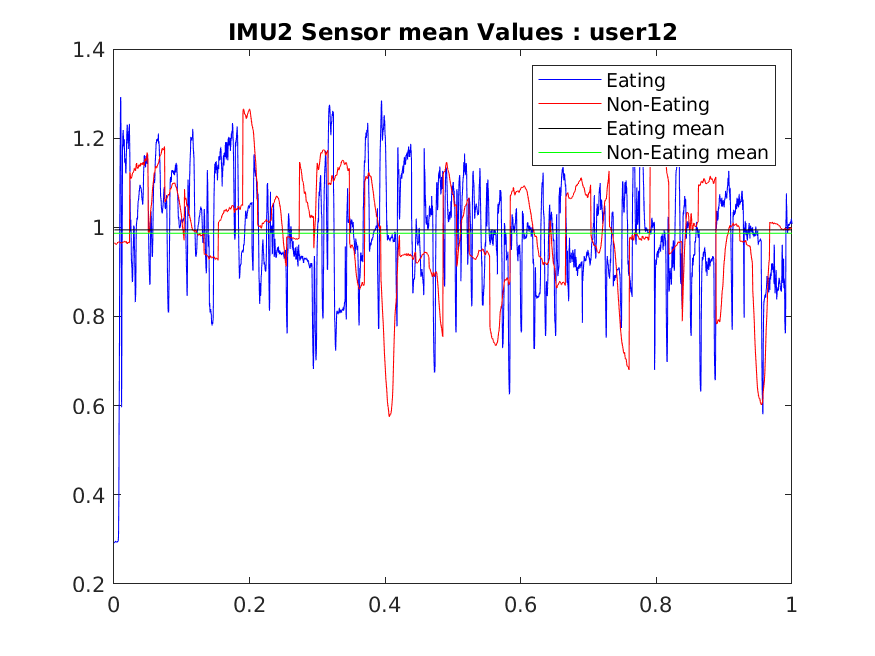 IMU2 Sensor mean Values : user12
1.4
1.2
1
0.8
0.6
0.4
0.2
Eating
Non-Eating
Eating mean
Non-Eating mean
0
0.2
0.4
0.6
0.8
1